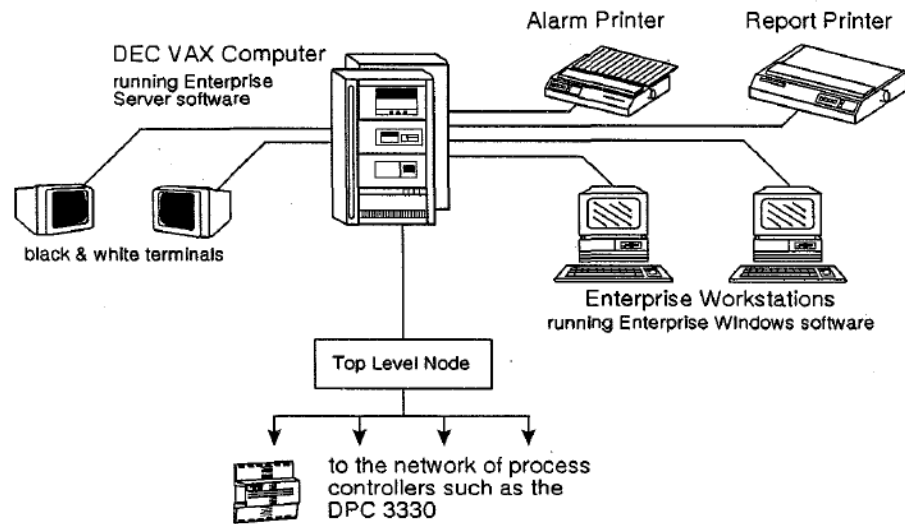 Alarm Printer
Report Printer
DEC VAX Computer
running Enterprise
Server software
black & white terminals
Enterprise Workstations
running Enterprise Windows software
Top Level Node
to the network of process
controllers such as the
DPC 3330